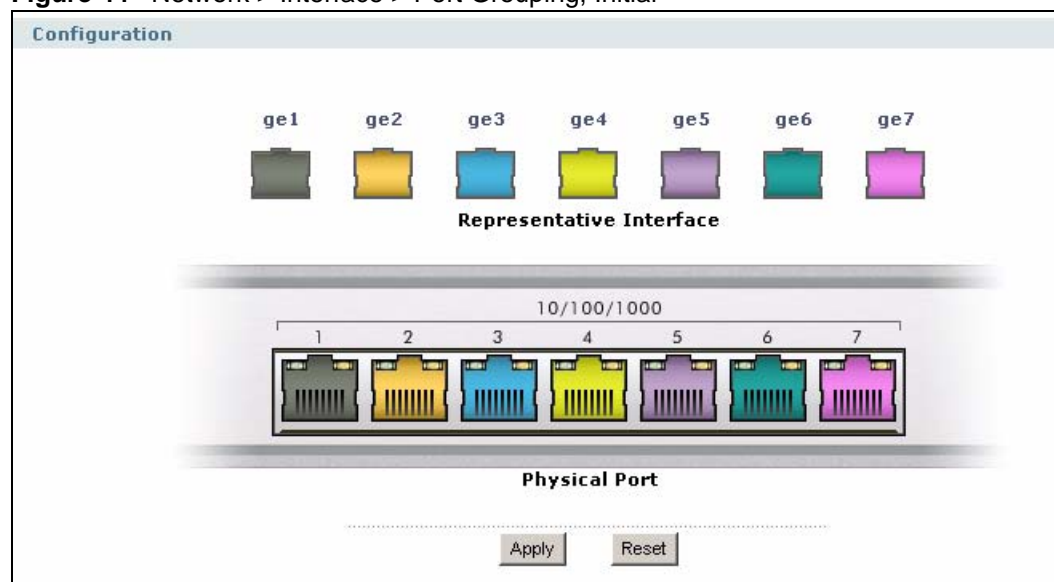 Configuration
ge1 ge2 ge3 ge4 ge5 ge6 ge7
Representative Interface
10/100/1000
1 2 3 4 5 6 7
Physical Port
Apply Reset